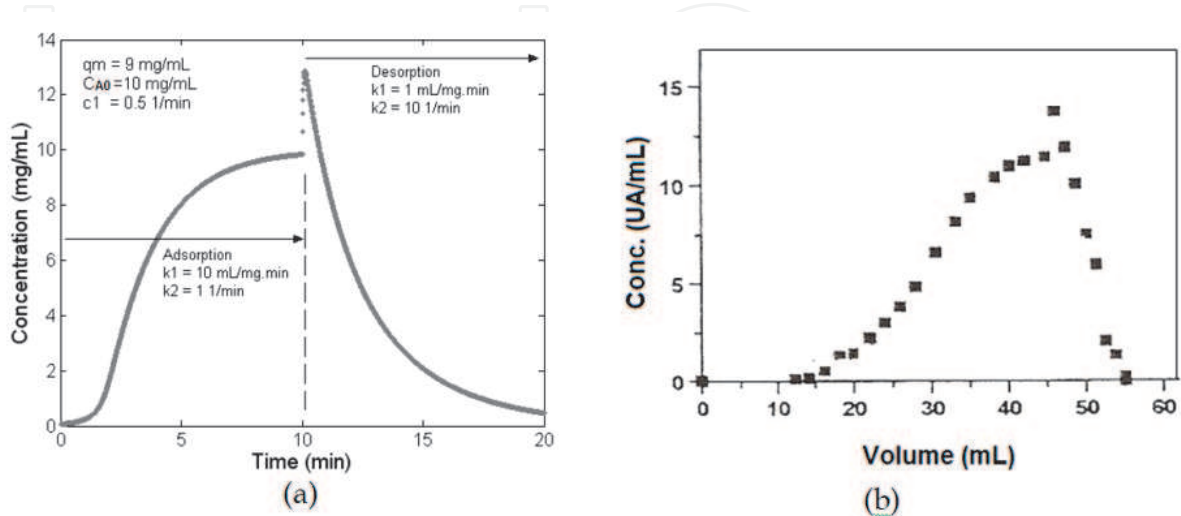 14
12
10
8
6
4
2
0
Concentration (mg/mL)
qm = 9 mg/mL
CA0 =10 mg/mL
c1 = 0.5 1/min
Desorption
k1 = 1 mL/mg.min
k2 = 10 1/min
Adsorption
k1 = 10 mL/mg.min
k2 = 1 1/min
0 5 10 15 20
Time (min)
(a)
15
10
5
0
Conc. (UA/mL)
0 10 20 30 40 50 60
Volume (mL)
(b)